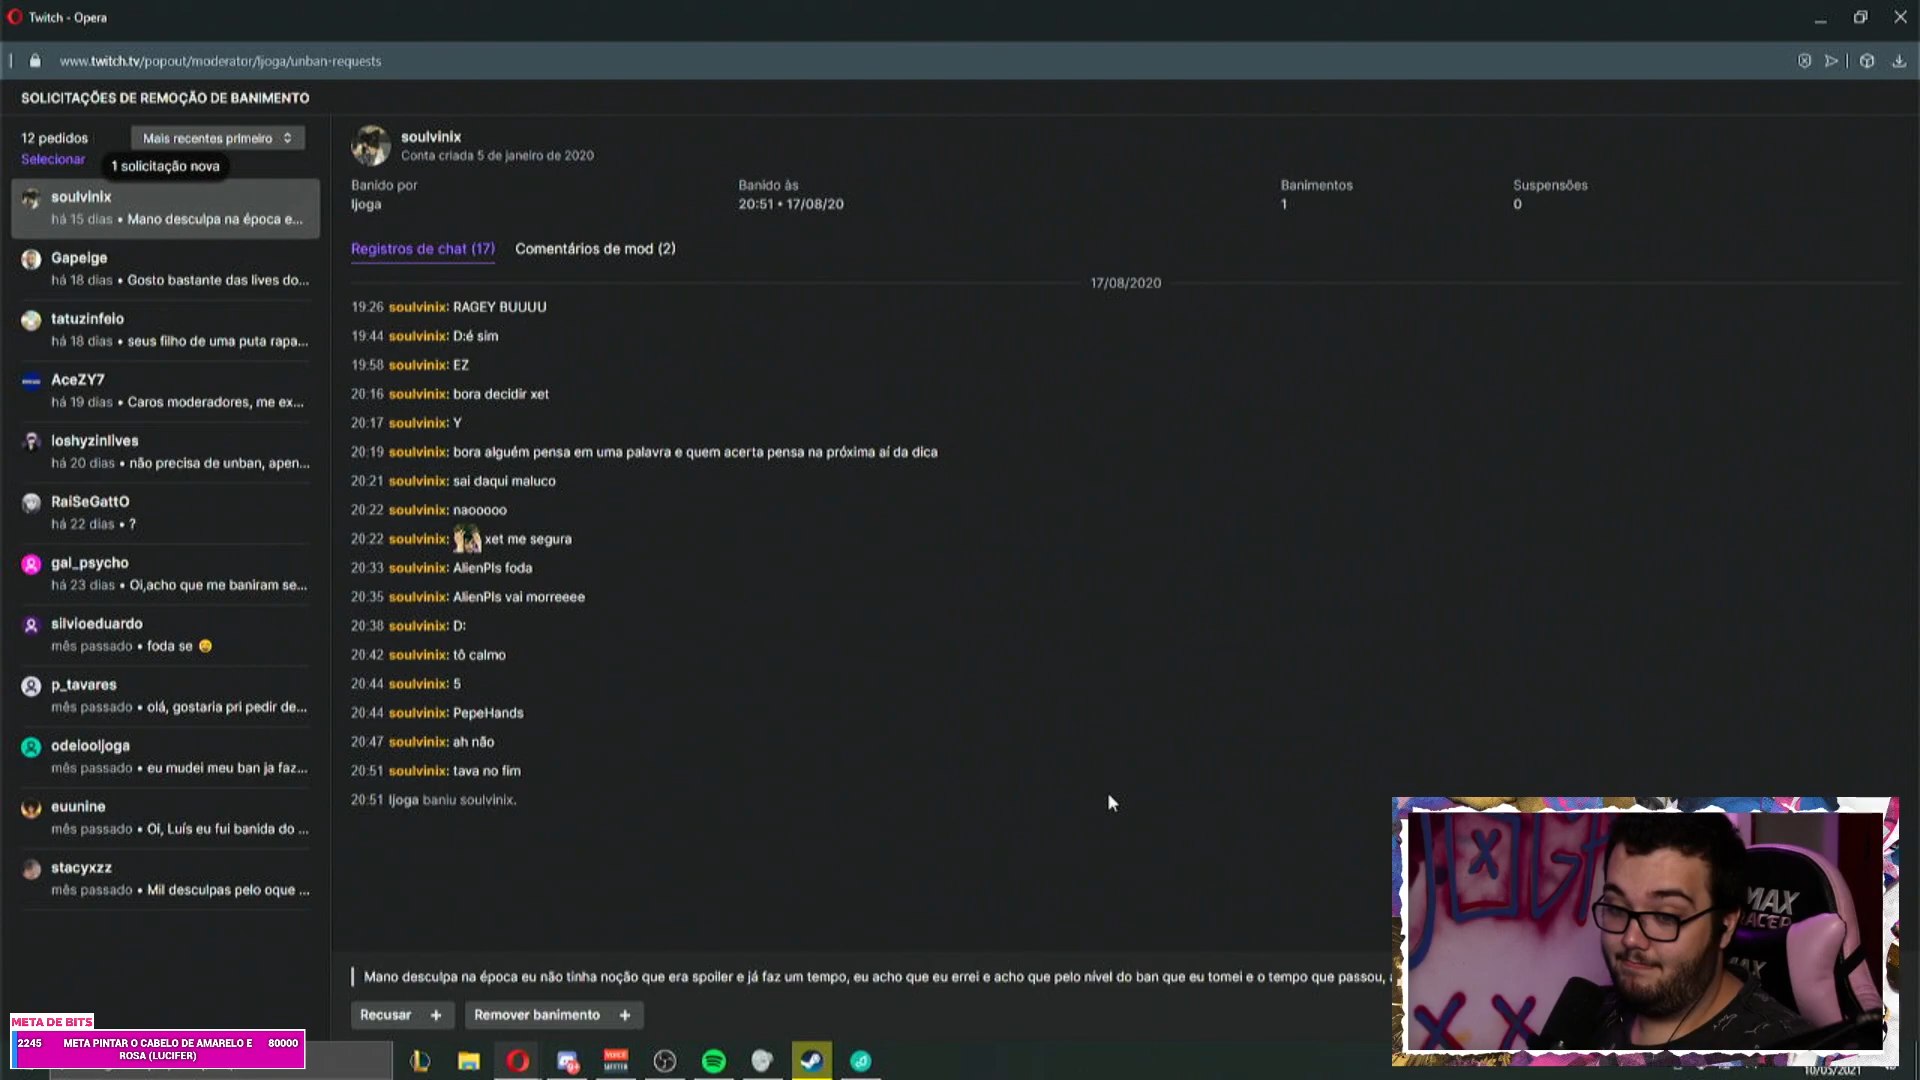 Twitch - Opera
www.twitch.tv/popout/moderator/ljoga/unban-requests
SOLICITAÇÕES DE REMOÇÃO DE BANIMENTO
12 pedidos
Mais recentes primeiro
Selecionar
1 solicitação nova
soulvinix
há 15 dias • Mano desculpa na época e...
Gapeige
há 18 dias • Gosto bastante das lives do...
tatuzinfeio
há 18 dias • seus filho de uma puta rapa...
AceZY7
há 19 dias • Caros moderadores, me ex...
loshyzinlives
há 20 dias • não precisa de unban, apen...
RaiSeGattO
há 22 dias • ?
gal_psycho
há 23 dias • Oi,acho que me baniram se...
silvioeduardo
mês passado • foda se 😄
p_tavares
mês passado • olá, gostaria pri pedir de...
odeiooljoga
mês passado • eu mudei meu ban ja faz...
euunine
mês passado • Oi, Luís eu fui banida do ...
stacyxzz
mês passado • Mil desculpas pelo oque ...
soulvinix
Conta criada 5 de janeiro de 2020
Banido por
ljoga
Banido às
20:51 • 17/08/20
Banimentos
1
Suspensões
0
Registros de chat (17)
Comentários de mod (2)
17/08/2020
19:26 soulvinix: RAGEY BUUUU
19:44 soulvinix: D:é sim
19:58 soulvinix: EZ
20:16 soulvinix: bora decidir xet
20:17 soulvinix: Y
20:19 soulvinix: bora alguém pensa em uma palavra e quem acerta pensa na próxima aí da dica
20:21 soulvinix: sai daqui maluco
20:22 soulvinix: naooooo
20:22 soulvinix: xet me segura
20:33 soulvinix: AlienPls foda
20:35 soulvinix: AlienPls vai morreeee
20:38 soulvinix: D:
20:42 soulvinix: tô calmo
20:44 soulvinix: 5
20:44 soulvinix: PepeHands
20:47 soulvinix: ah não
20:51 soulvinix: tava no fim
20:51 ljoga baniu soulvinix.
Mano desculpa na época eu não tinha noção que era spoiler e já faz um tempo, eu acho que eu errei e acho que pelo nível do ban que eu tomei e o tempo que passou,
Recusar +
Remover banimento +
META DE BITS
2245 META PINTAR O CABELO DE AMARELO E ROSA (LUCIFER) 80000
MAX
RACER
10/05/2021